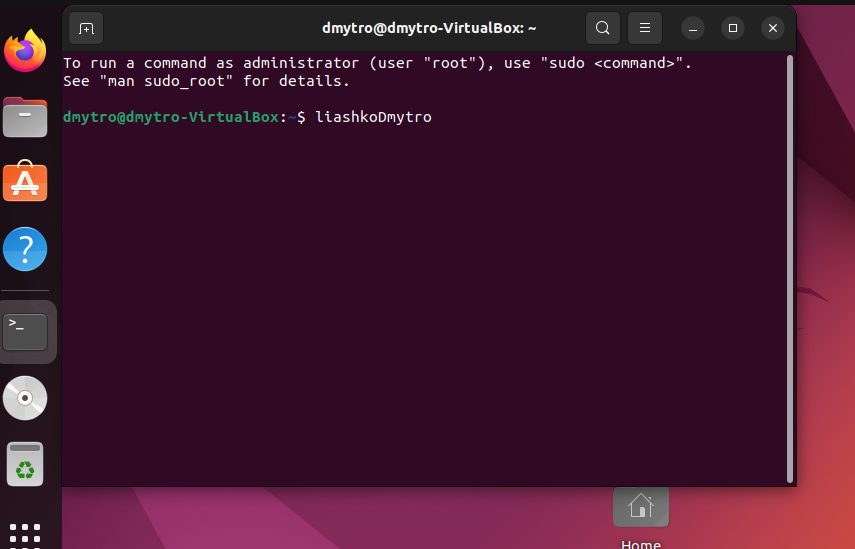 dmytro@dmytro-VirtualBox: ~
To run a command as administrator (user "root"), use "sudo <command>".
See "man sudo_root" for details.
dmytro@dmytro-VirtualBox:~$ liashkoDmytro
Home